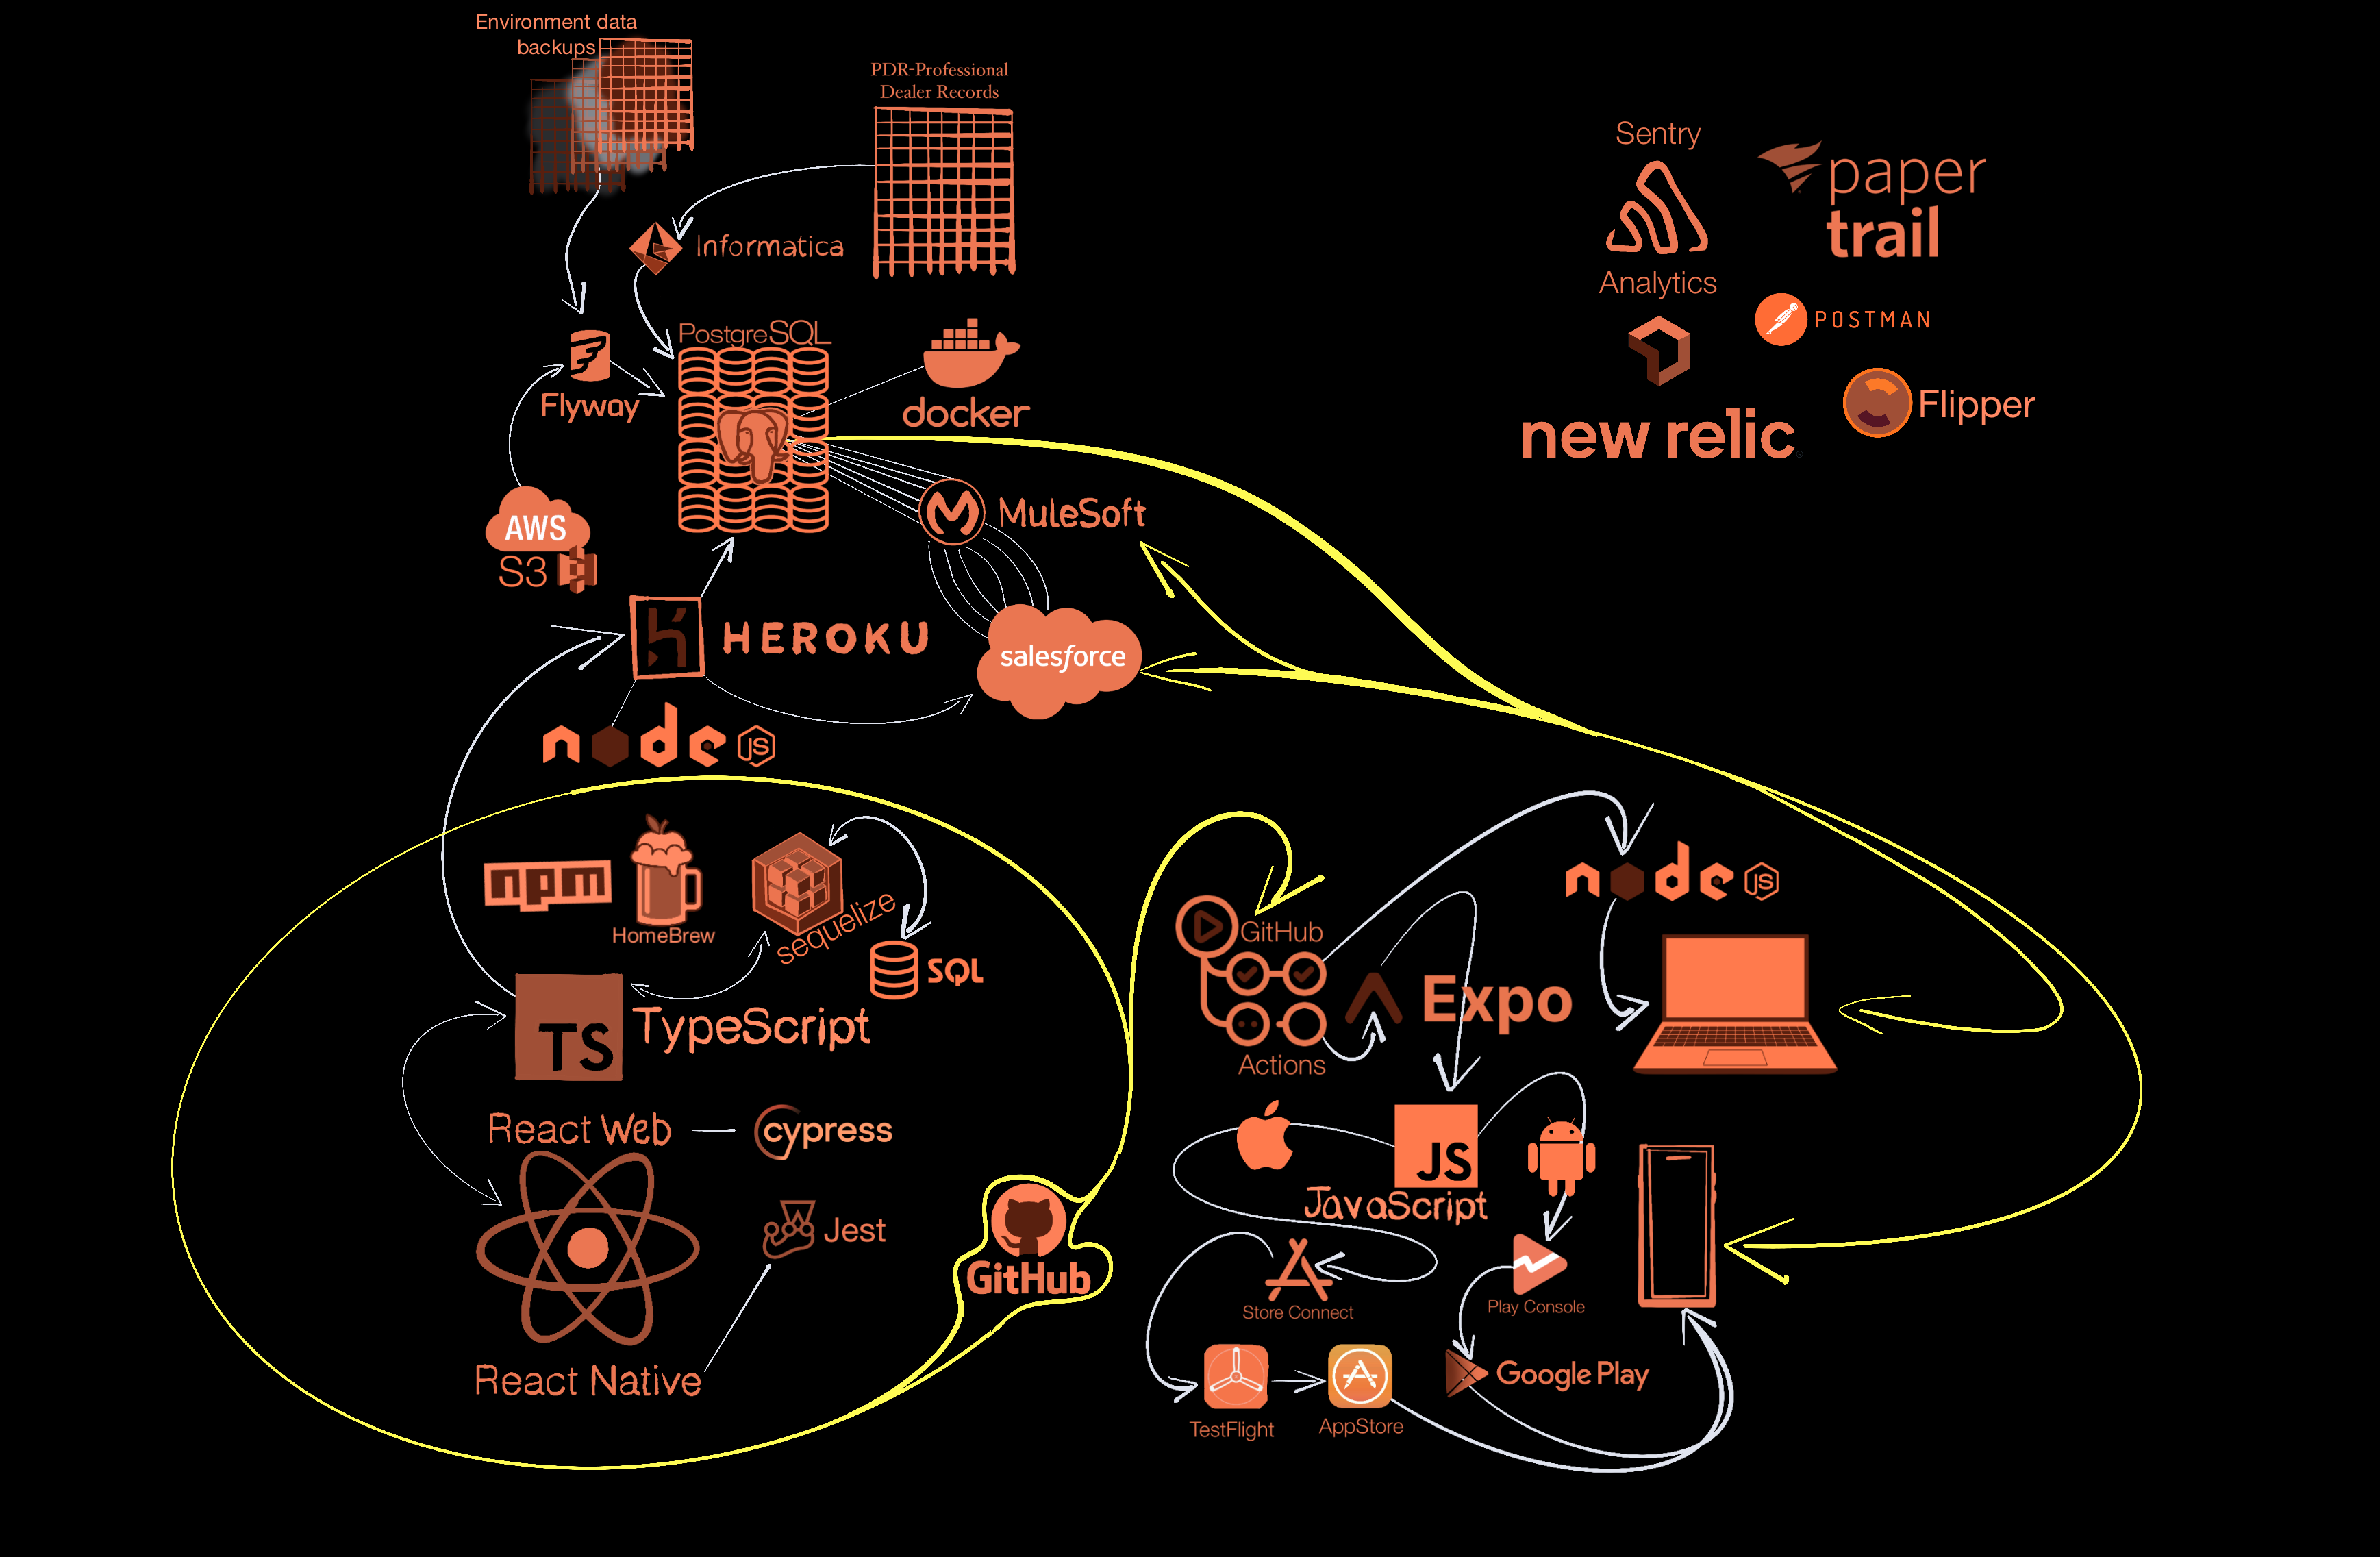 Environment data
backups
PDR-Professional
Dealer Records
Informatica
PostgreSQL
docker
Flyway
AWS
S3
MuleSoft
HEROKU
salesforce
node
JS
Sentry
paper
trail
Analytics
POSTMAN
Flipper
new relic
npm
HomeBrew
sequelize
SQL
TS
TypeScript
React Web
cypress
Jest
React Native
GitHub
GitHub
Actions
Expo
node
JS
JS
JavaScript
Store Connect
Play Console
TestFlight
AppStore
Google Play